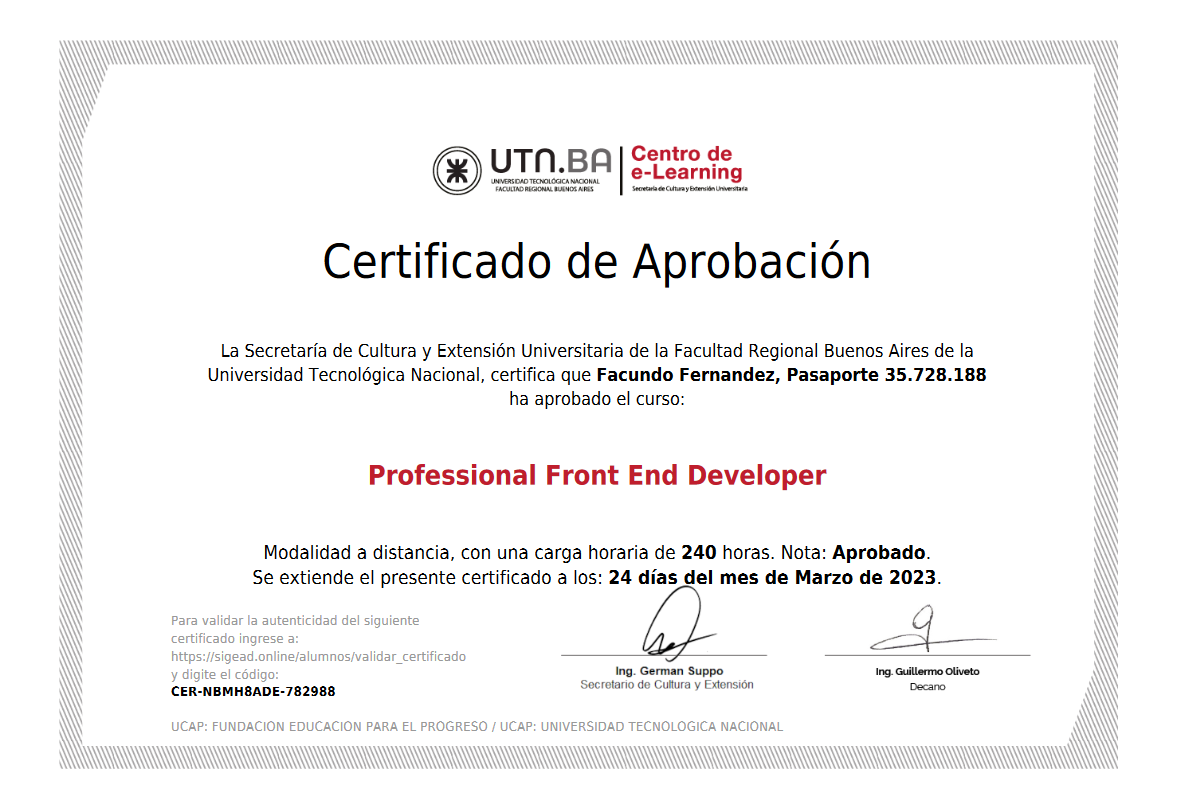 UTN.BA
UNIVERSIDAD TECNOLÓGICA NACIONAL
FACULTAD REGIONAL BUENOS AIRES
Centro de
e-Learning
Secretaría de Cultura y Extensión Universitaria
Certificado de Aprobación
La Secretaría de Cultura y Extensión Universitaria de la Facultad Regional Buenos Aires de la
Universidad Tecnológica Nacional, certifica que Facundo Fernandez, Pasaporte 35.728.188
ha aprobado el curso:
Professional Front End Developer
Modalidad a distancia, con una carga horaria de 240 horas. Nota: Aprobado.
Se extiende el presente certificado a los: 24 días del mes de Marzo de 2023.
Para validar la autenticidad del siguiente
certificado ingrese a:
https://sigead.online/alumnos/validar_certificado
y digite el código:
CER-NBMH8ADE-782988
Ing. German Suppo
Secretario de Cultura y Extensión
Ing. Guillermo Oliveto
Decano
UCAP: FUNDACION EDUCACION PARA EL PROGRESO / UCAP: UNIVERSIDAD TECNOLOGICA NACIONAL